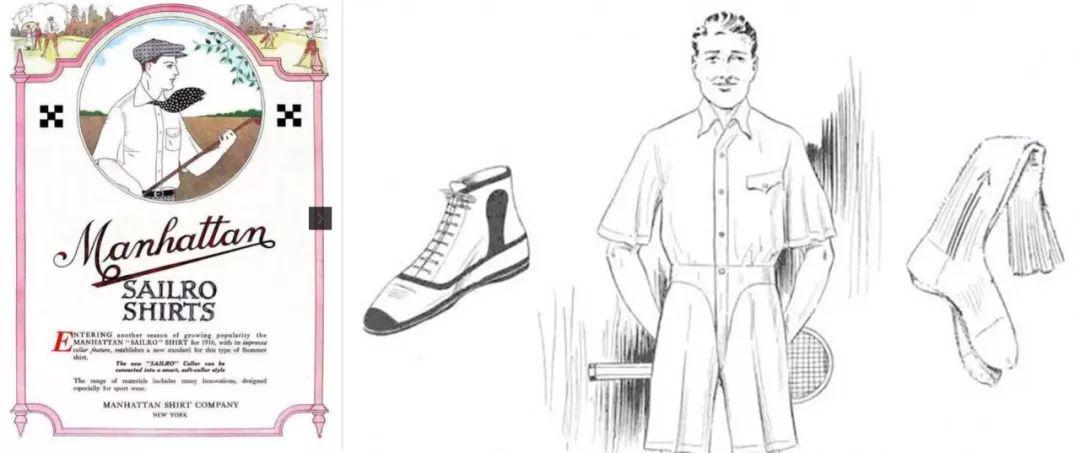 Manhattan
SAILRO
SHIRTS
ENTERING another season of growing popularity the
MANHATTAN "SAILRO" SHIRT for 1916, with its improved
collar feature, establishes a new standard for this type of Summer
shirt.
The new "SAILRO" Collar can be
converted into a smart, soft-collar style
The range of materials includes many innovations, designed
especially for sport wear.
MANHATTAN SHIRT COMPANY
NEW YORK